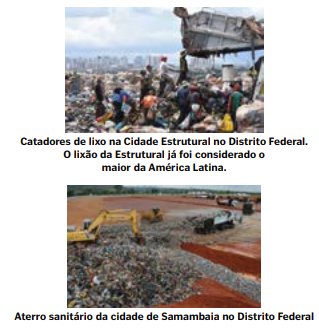 Catadores de lixo na Cidade Estrutural no Distrito Federal.
O lixão da Estrutural já foi considerado o
maior da América Latina.
Aterro sanitário da cidade de Samambaia no Distrito Federal